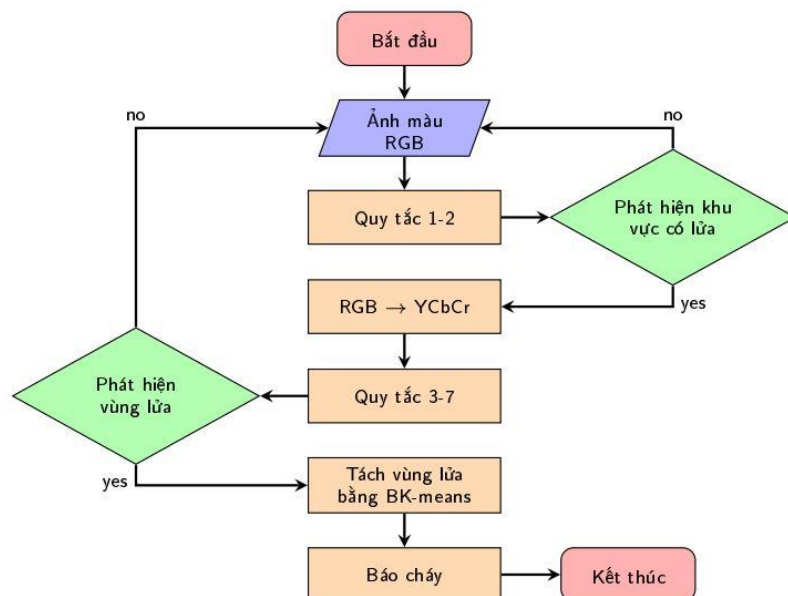 Bắt đầu
no
Ảnh màu
RGB
no
Quy tắc 1-2
Phát hiện khu
vực có lửa
RGB → YCbCr
yes
Phát hiện
vùng lửa
Quy tắc 3-7
yes
Tách vùng lửa
bằng BK-means
Báo cháy
Kết thúc